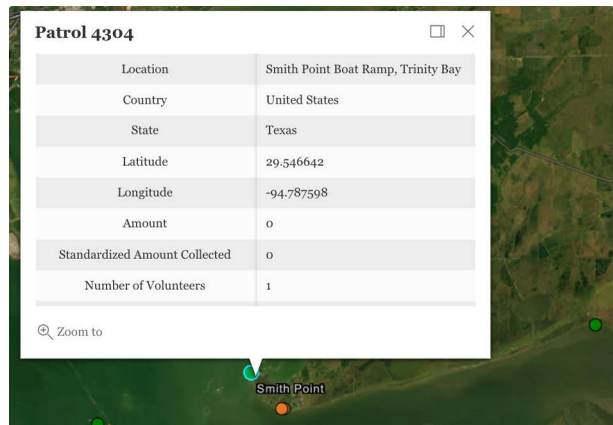 Patrol 4304
Location Smith Point Boat Ramp, Trinity Bay
Country United States
State Texas
Latitude 29.546642
Longitude -94.787598
Amount 0
Standardized Amount Collected 0
Number of Volunteers 1
Zoom to
Smith Point